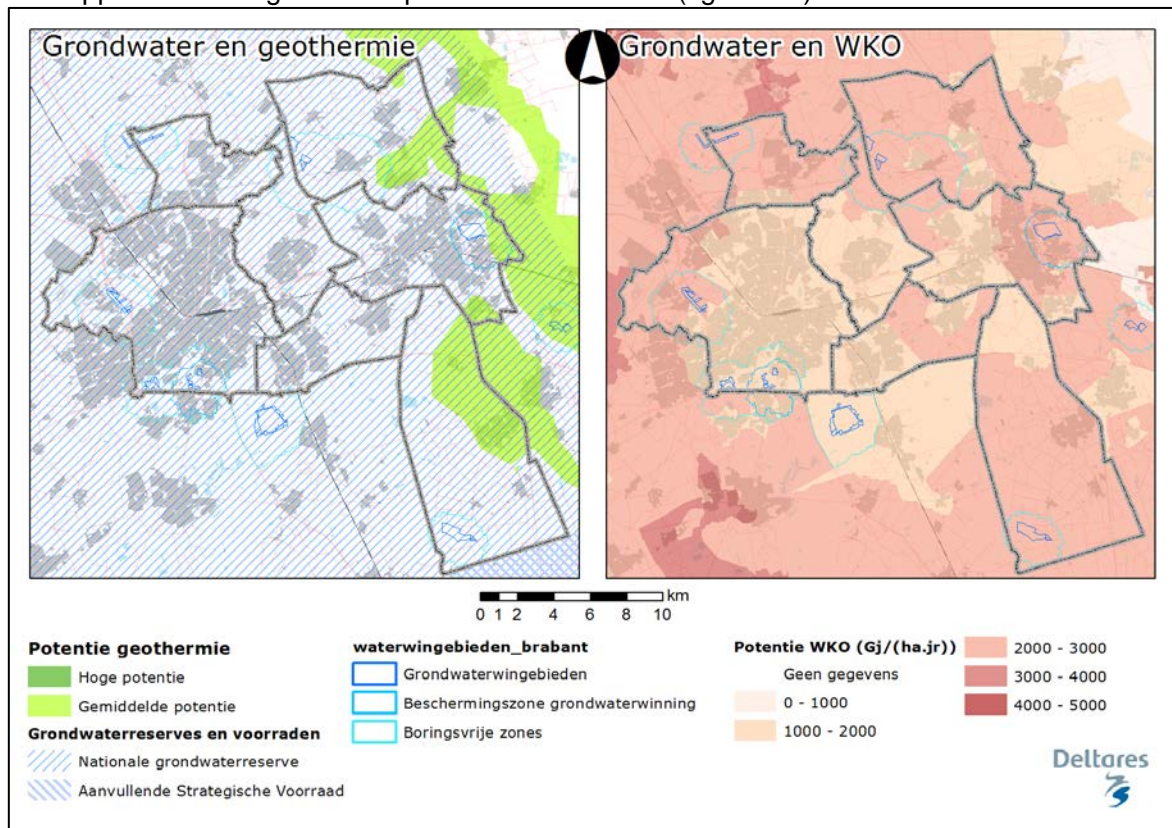 Grondwater en geothermie
Grondwater en WKO
km
0 1 2 4 6 8 10
Potentie geothermie
Hoge potentie
Gemiddelde potentie
Grondwaterreserves en voorraden
Nationale grondwaterreserve
Aanvullende Strategische Voorraad
waterwingebieden_brabant
Grondwaterwingebieden
Beschermingszone grondwaterwinning
Boringsvrije zones
Potentie WKO (Gj/(ha.jr))
Geen gegevens
0 - 1000
1000 - 2000
2000 - 3000
3000 - 4000
4000 - 5000
Deltares